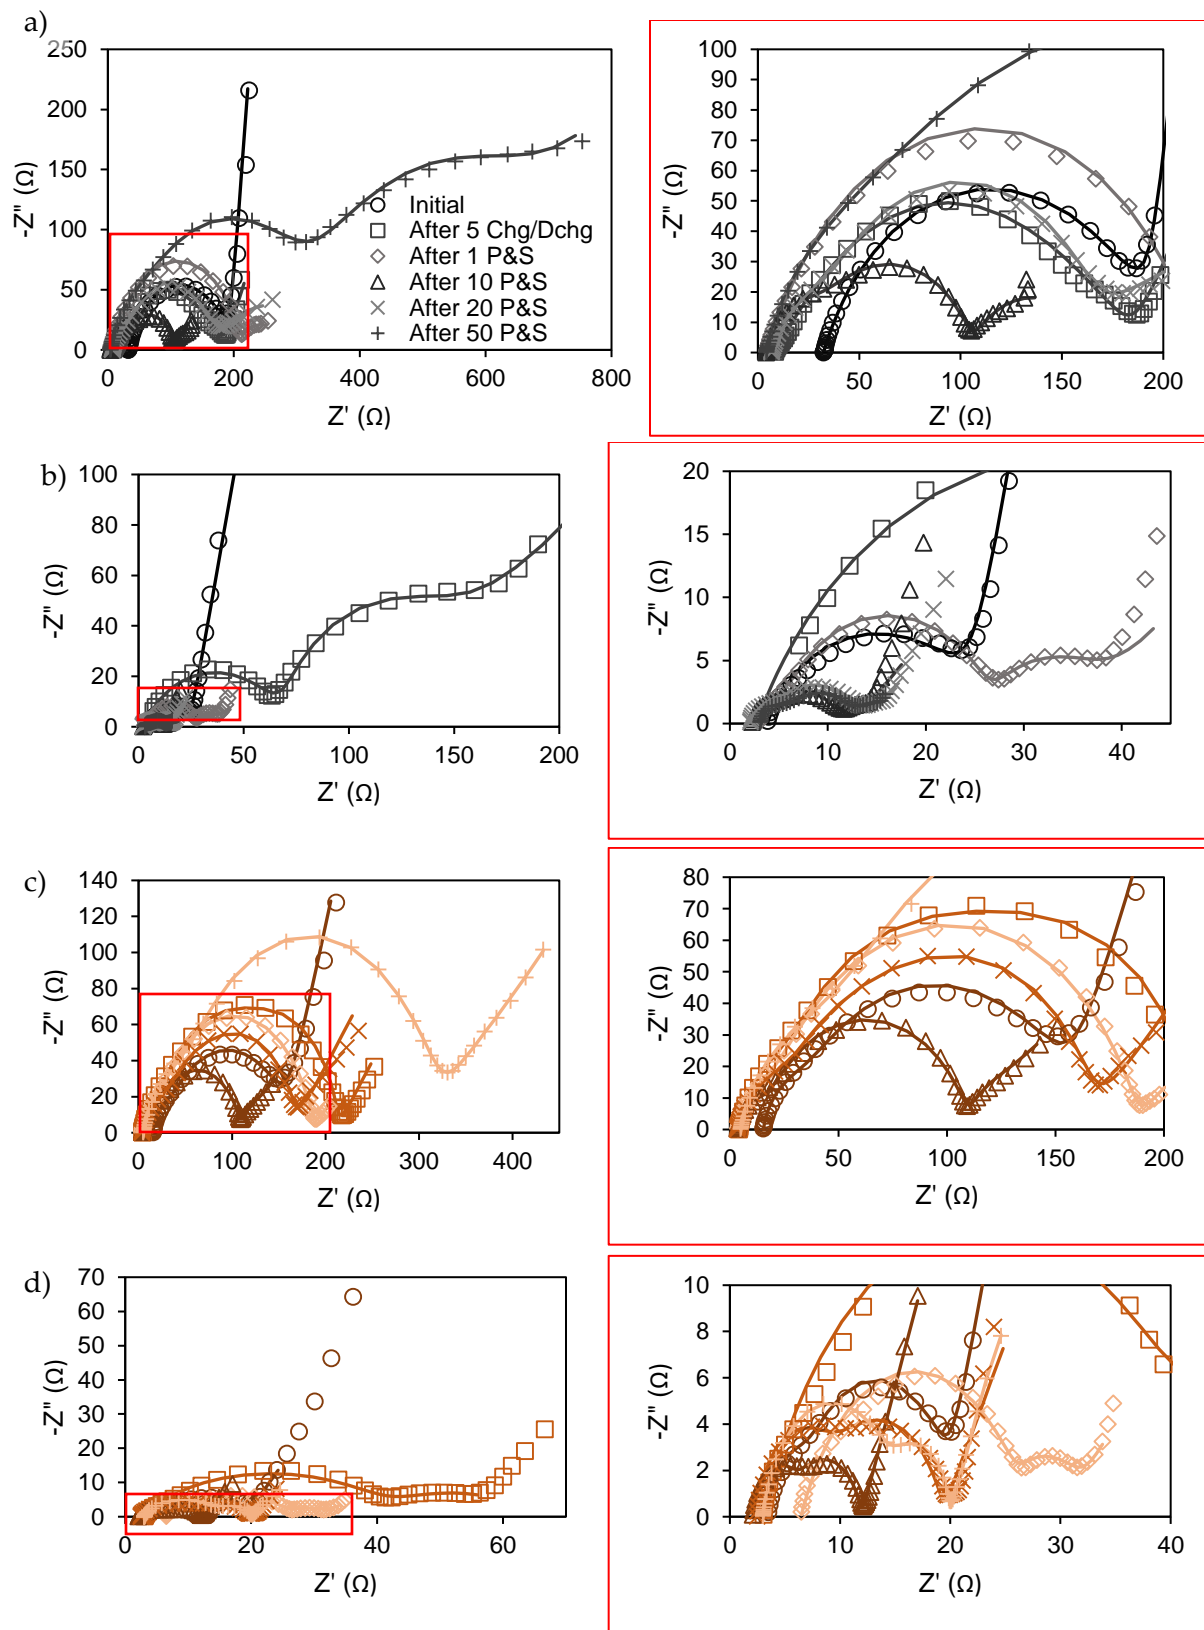 a)
250
200
150
100
50
0
0 200 400 600 800
-Z" (Ω)
Z' (Ω)
Initial
After 5 Chg/Dchg
After 1 P&S
After 10 P&S
After 20 P&S
After 50 P&S
100
90
80
70
60
50
40
30
20
10
0
0 50 100 150 200
-Z" (Ω)
Z' (Ω)
b)
100
80
60
40
20
0
0 50 100 150 200
-Z" (Ω)
Z' (Ω)
20
15
10
5
0
0 10 20 30 40
-Z" (Ω)
Z' (Ω)
c)
140
120
100
80
60
40
20
0
0 100 200 300 400
-Z" (Ω)
Z' (Ω)
80
70
60
50
40
30
20
10
0
0 50 100 150 200
-Z" (Ω)
Z' (Ω)
d)
70
60
50
40
30
20
10
0
0 20 40 60
-Z" (Ω)
Z' (Ω)
10
8
6
4
2
0
0 10 20 30 40
-Z" (Ω)
Z' (Ω)